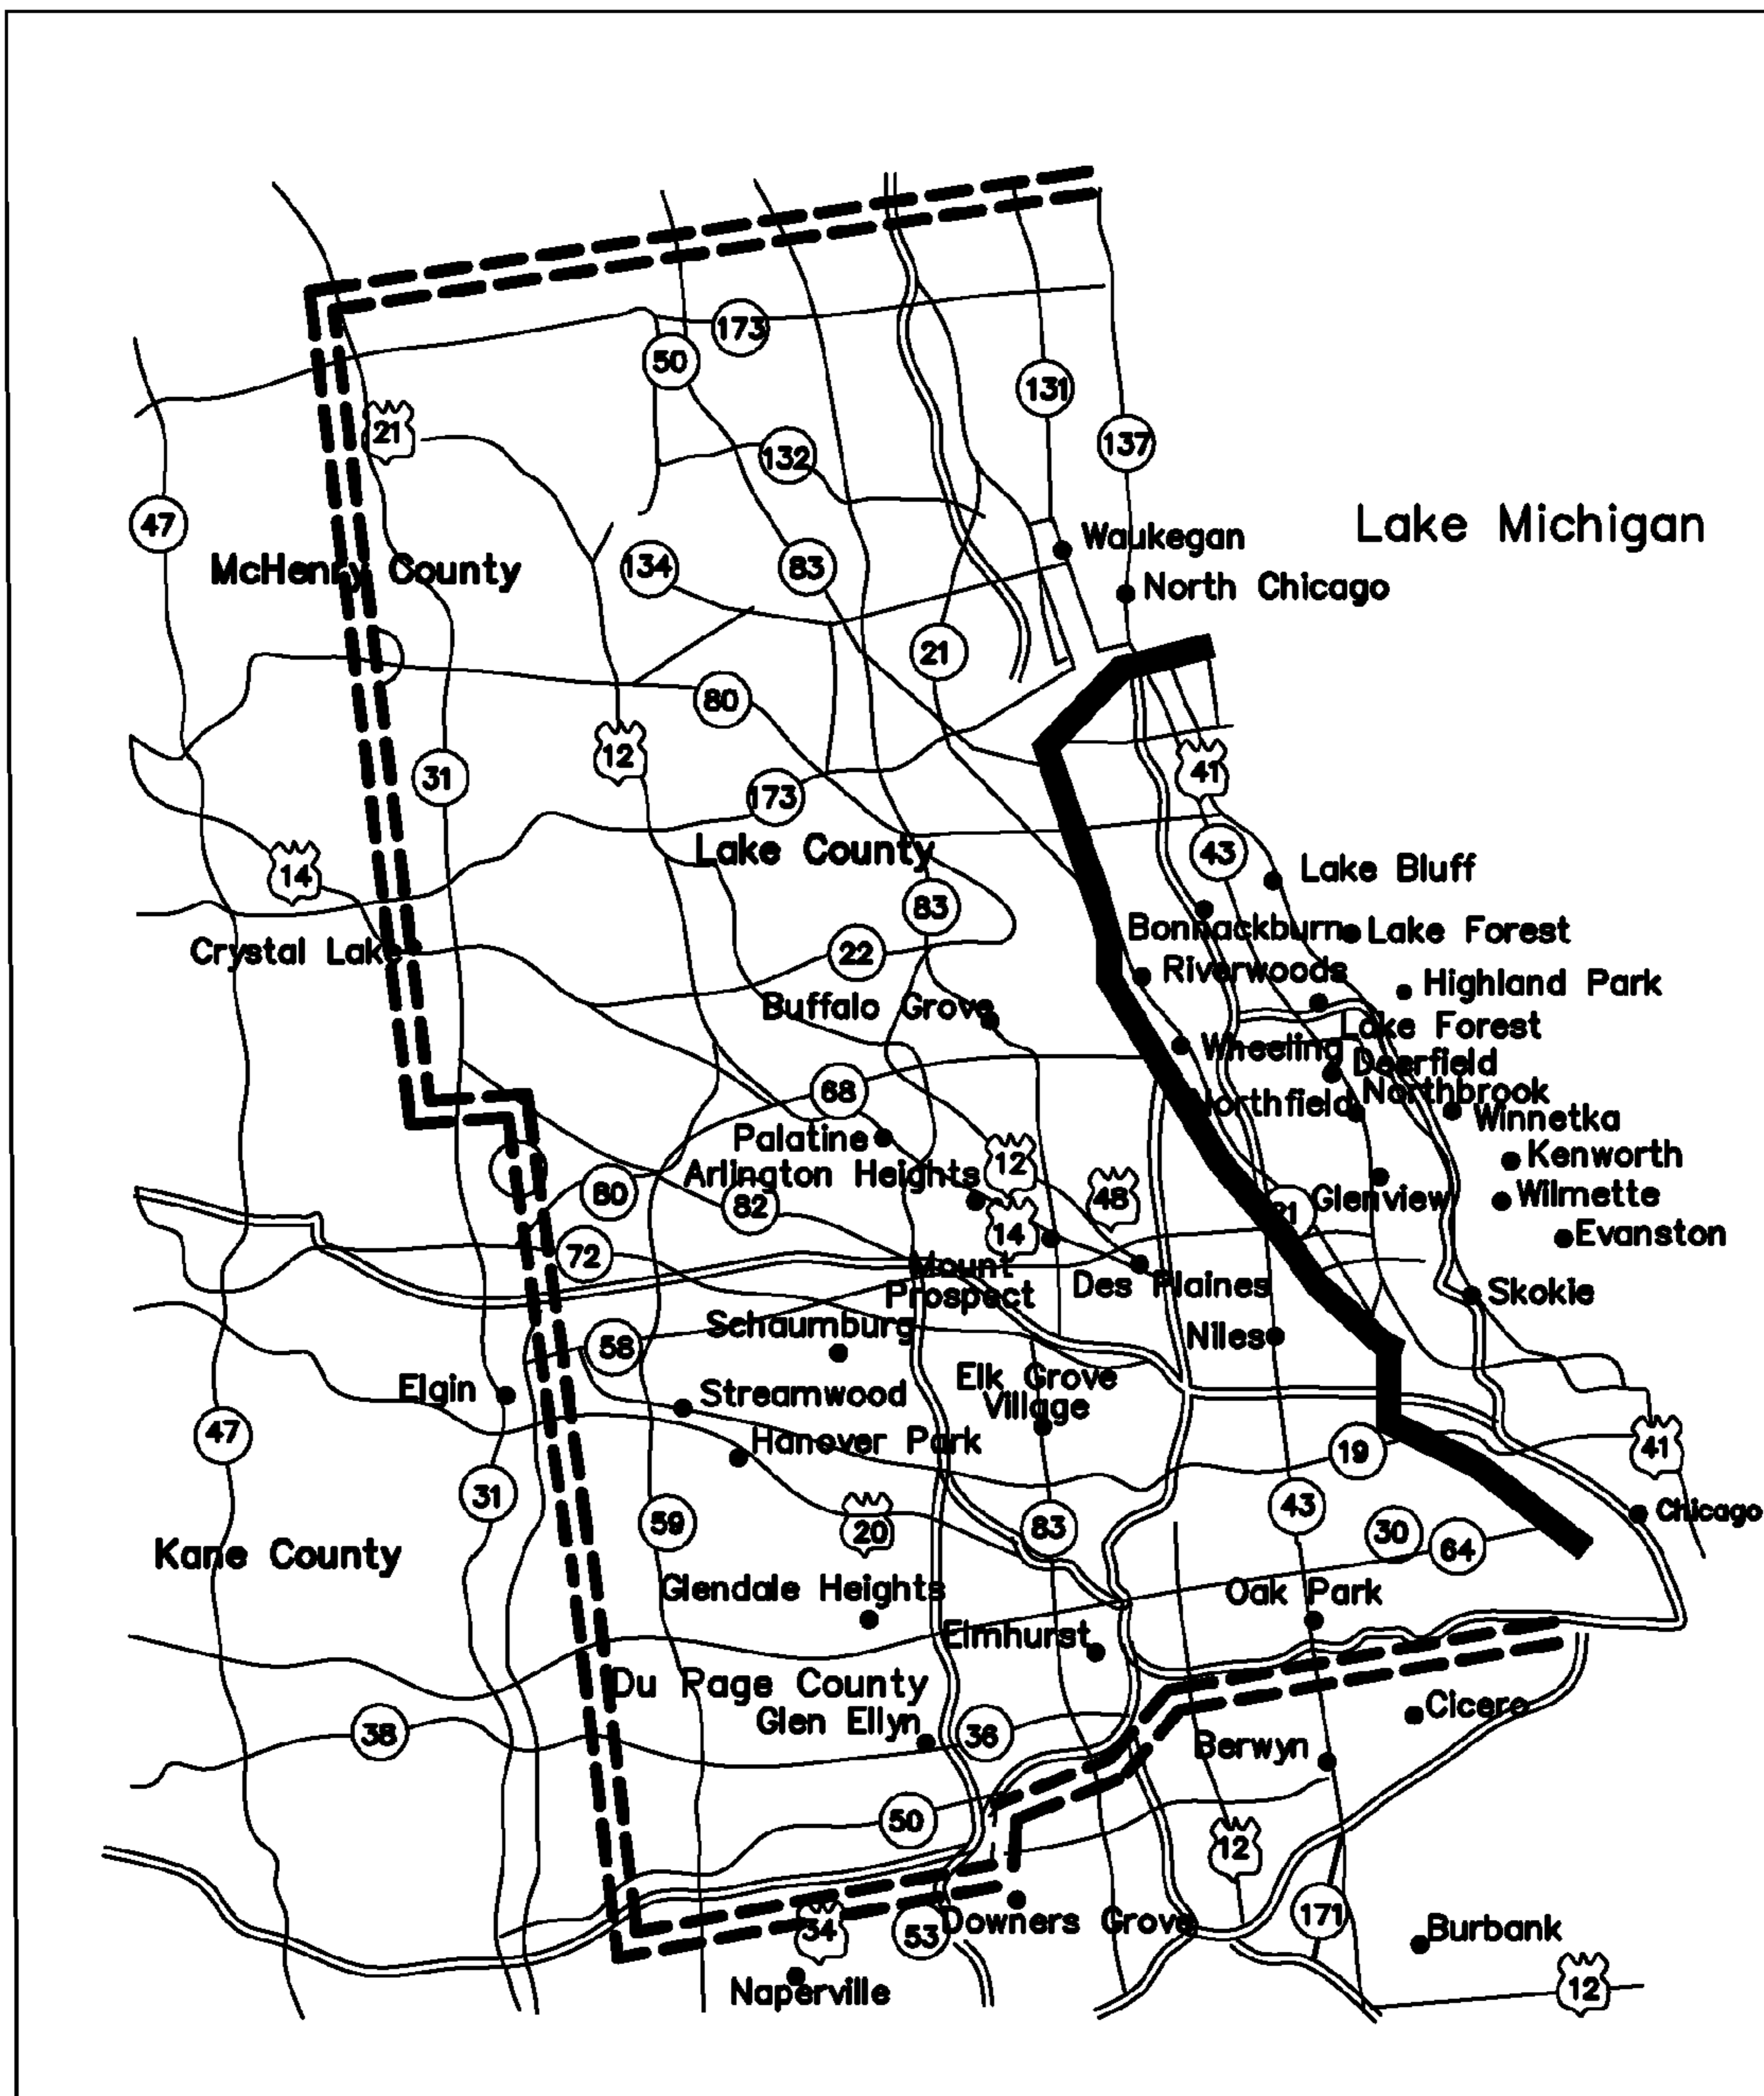 173
50
131
21
137
132
47
Lake Michigan
Waukegan
McHenry County
134
83
North Chicago
21
80
12
31
41
173
Lake County
43
14
Lake Bluff
83
Bonnackburn
Lake Forest
Crystal Lake
22
Riverwoods
Highland Park
Buffalo Grove
Lake Forest
Wheeling
Deerfield
68
Northfield
Northbrook
Winnetka
Palatine
12
Kenworth
Arlington Heights
80
82
48
21
Glenview
Wilmette
14
Evanston
72
Mount
Prospect
Des Plaines
Skokie
Schaumburg
58
Niles
Elgin
Streamwood
Elk Grove
Village
47
Hanover Park
19
41
31
59
20
83
43
30
64
Chicago
Kane County
Glendale Heights
Oak Park
Elmhurst
Du Page County
Glen Ellyn
38
36
Cicero
Berwyn
50
12
34
53
Downers Grove
171
Burbank
Naperville
12